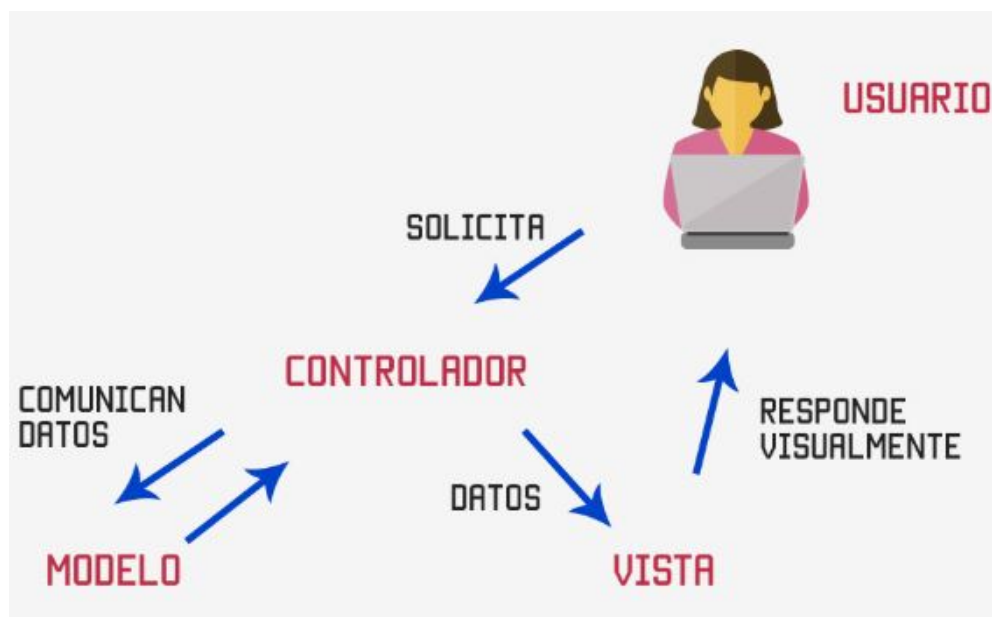 USUARIO
SOLICITA
CONTROLADOR
COMUNICAN
DATOS
RESPONDE
VISUALMENTE
DATOS
MODELO
VISTA